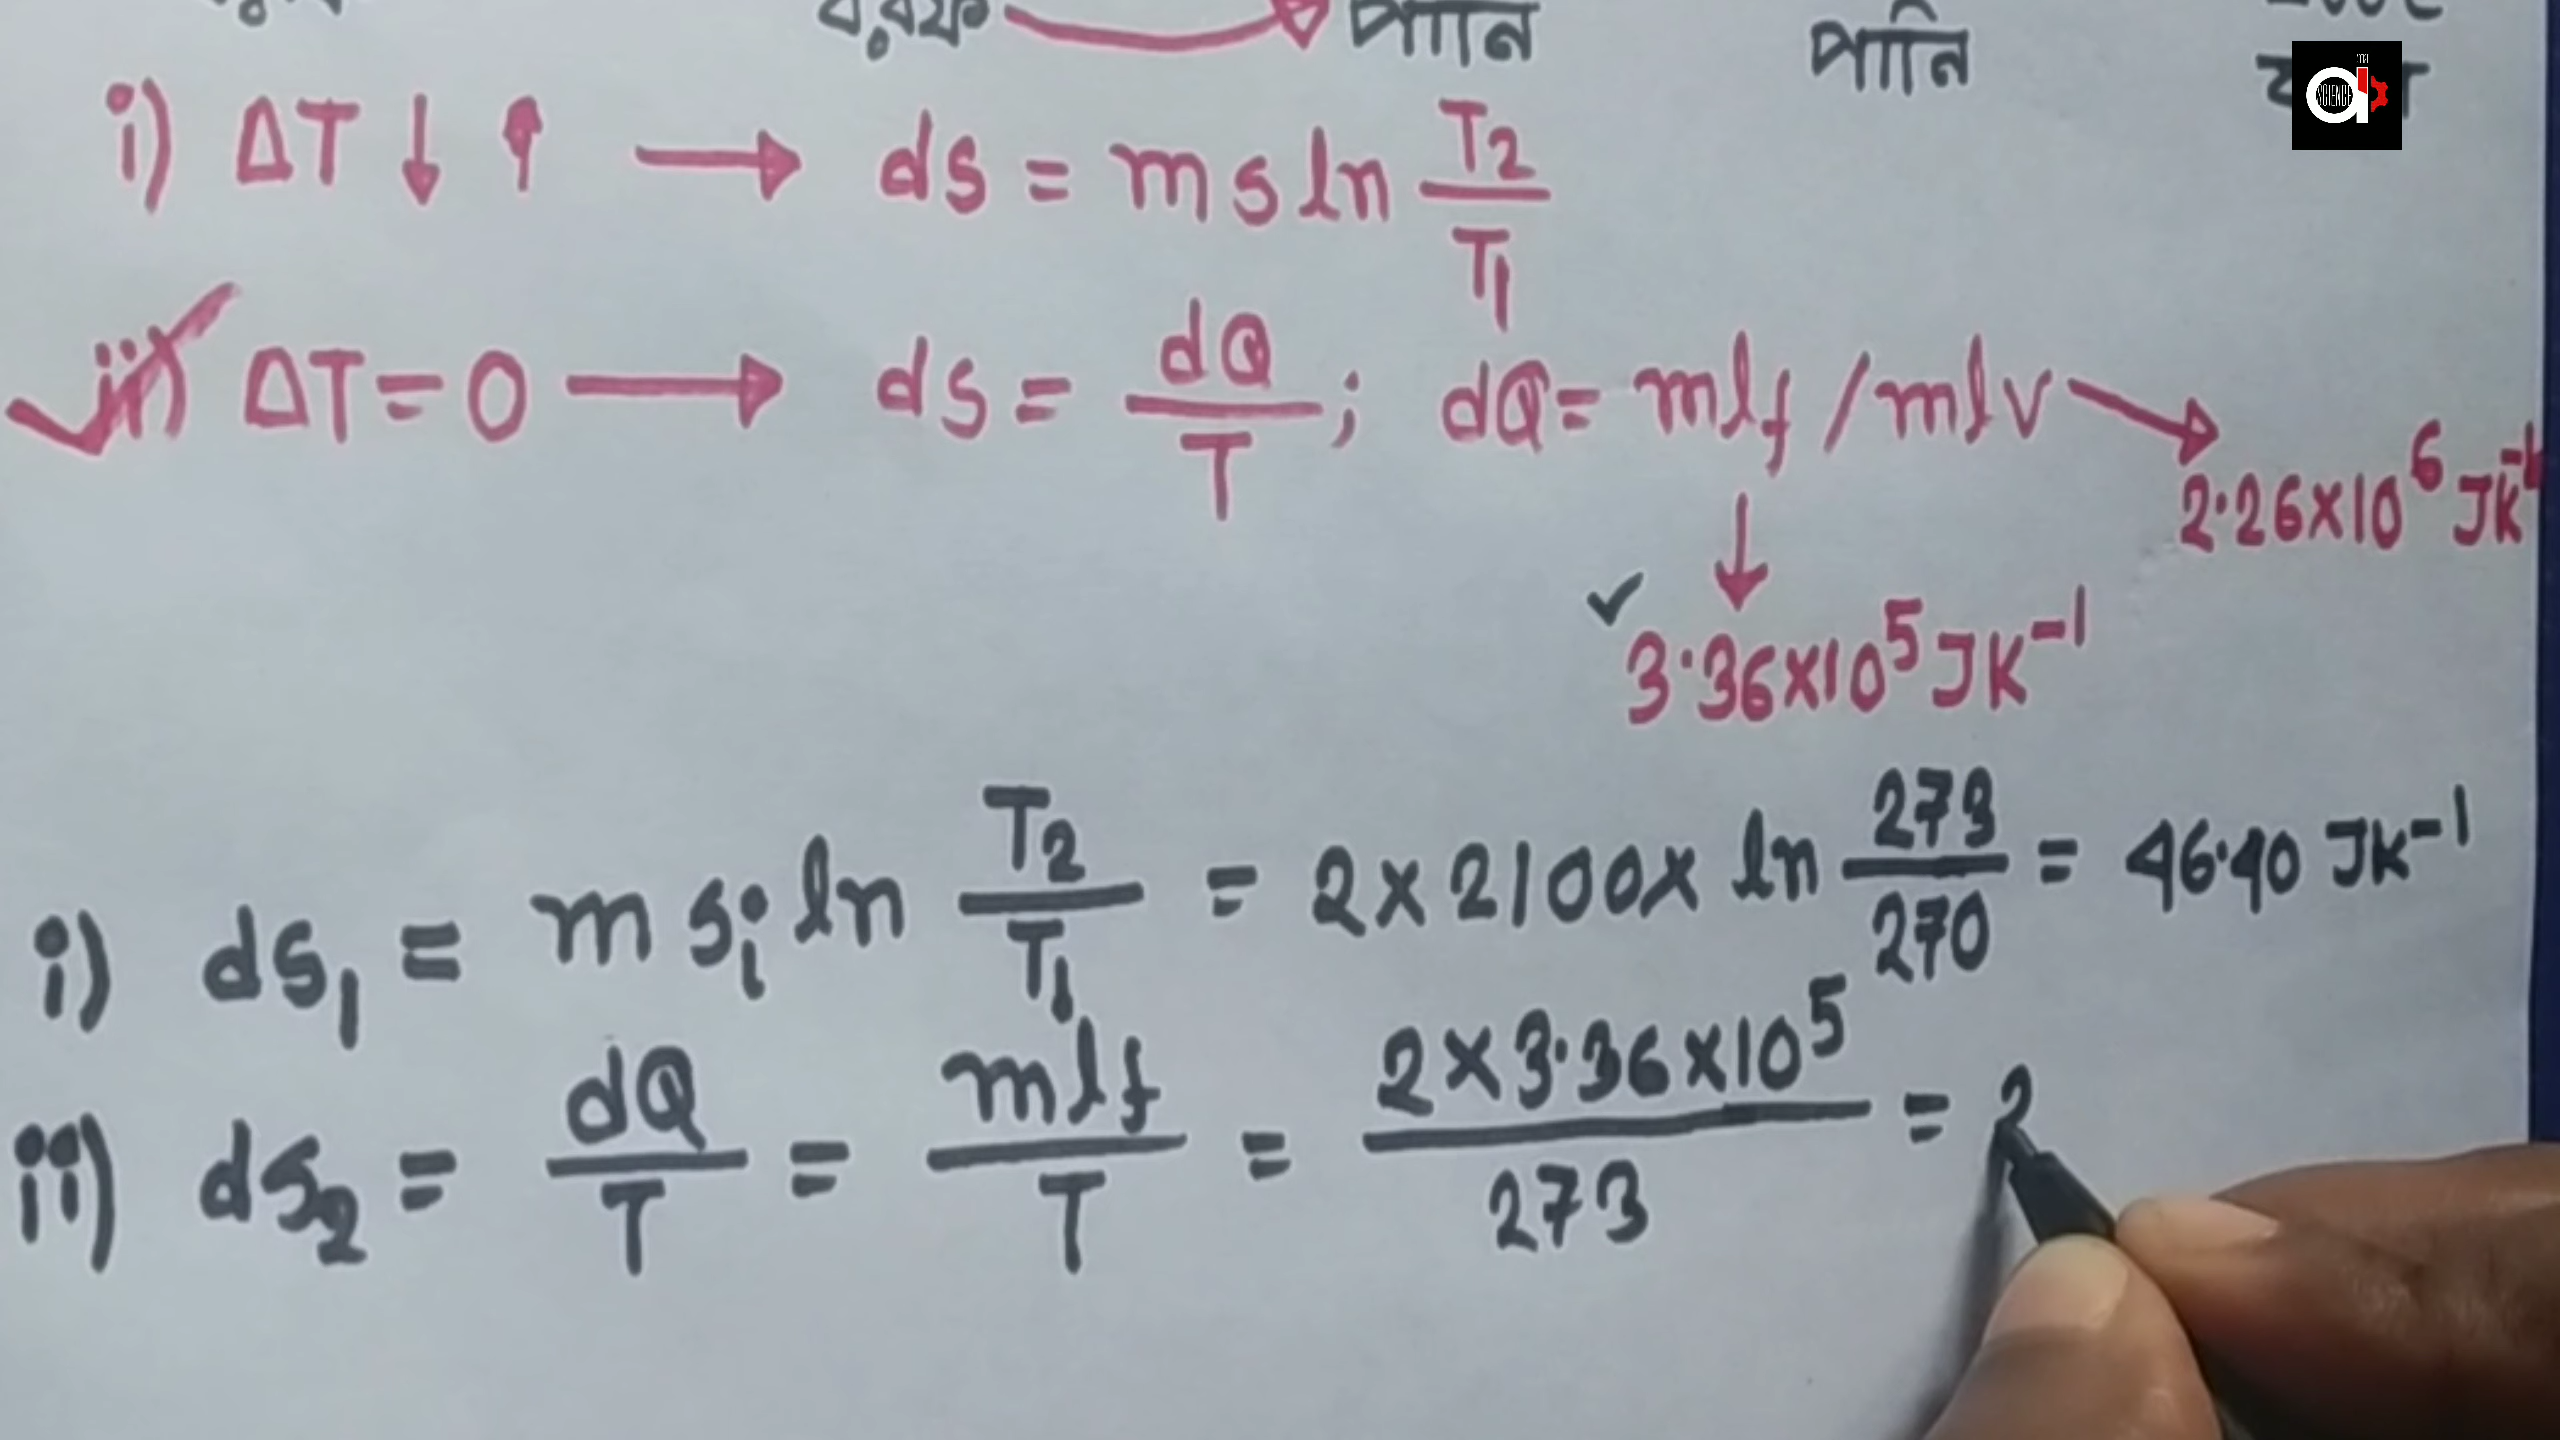 বরফ → পানি পানি
i) ΔT ↓ ↑ → ds = ms ln T2/T1
ii) ΔT = 0 → ds = dQ/T ; dQ = mlf / mlv
2.26×10⁶ JK⁻¹
3.36×10⁵ JK⁻¹
i) ds₁ = m sᵢ ln T2/T1 = 2×2100× ln 273/270 = 46.40 JK⁻¹
ii) ds₂ = dQ/T = mlf/T = 2×3.36×10⁵/273 = 2
SCIENCE